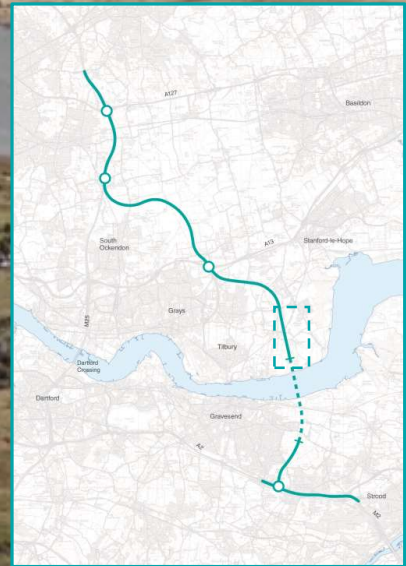 A127
Basildon
South
Ockendon
A13
Stanford-le-Hope
M25
Grays
Tilbury
Dartford
Crossing
Dartford
Gravesend
A2
Strood
M2